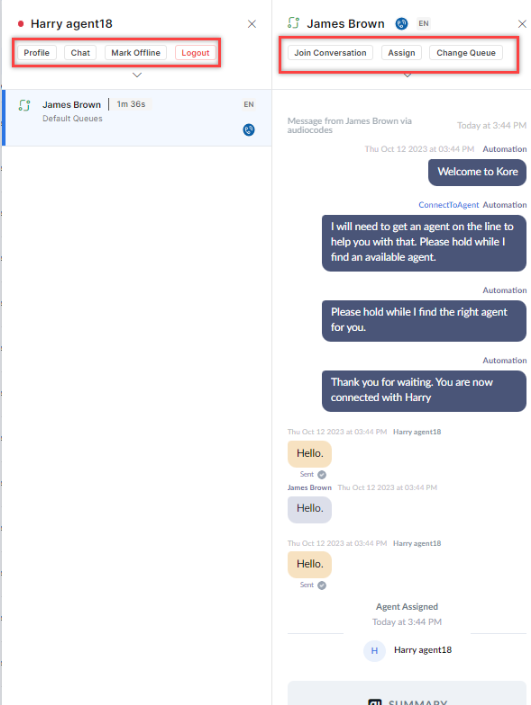 Harry agent18
Profile Chat Mark Offline Logout
James Brown 1m 36s EN
Default Queues
James Brown EN
Join Conversation Assign Change Queue
Message from James Brown via
audiocodes
Today at 3:44 PM
Thu Oct 12 2023 at 03:44 PM Automation
Welcome to Kore
ConnectToAgent Automation
I will need to get an agent on the line to
help you with that. Please hold while I
find an available agent.
Automation
Please hold while I find the right agent
for you.
Automation
Thank you for waiting. You are now
connected with Harry
Thu Oct 12 2023 at 03:44 PM Harry agent18
Hello.
Sent
James Brown Thu Oct 12 2023 at 03:44 PM
Hello.
Thu Oct 12 2023 at 03:44 PM Harry agent18
Hello.
Sent
Agent Assigned
Today at 3:44 PM
H Harry agent18
SUMMARY